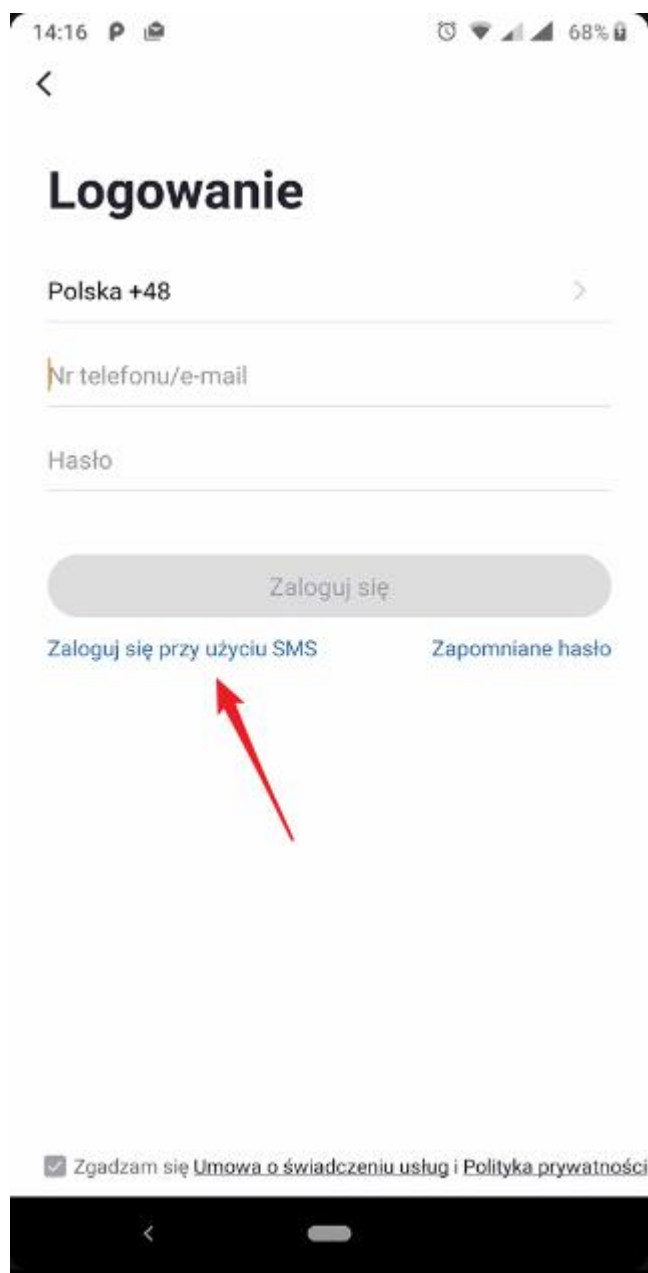 14:16 P 68%
Logowanie
Polska +48
Nr telefonu/e-mail
Hasło
Zaloguj się
Zaloguj się przy użyciu SMS Zapomniane hasło
Zgadzam się Umowa o świadczeniu usług i Polityka prywatności